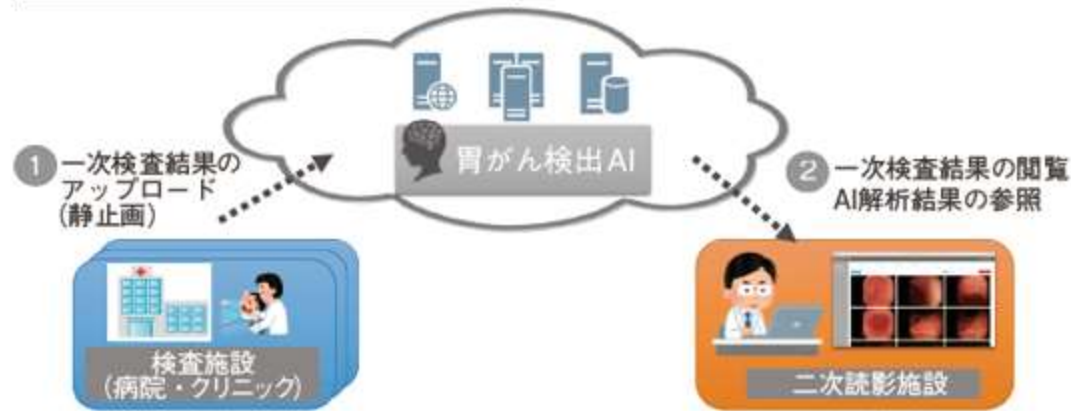 胃がん検出AI
1 一次検査結果の
アップロード
(静止画)
2 一次検査結果の閲覧
AI解析結果の参照
検査施設
(病院・クリニック)
二次読影施設